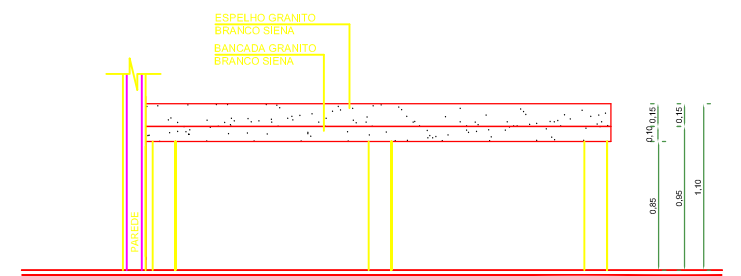 ESPELHO GRANITO
BRANCO SIENA
BANCADA GRANITO
BRANCO SIENA
PAREDE
0,15
0,10
0,85
0,15
0,95
1,10